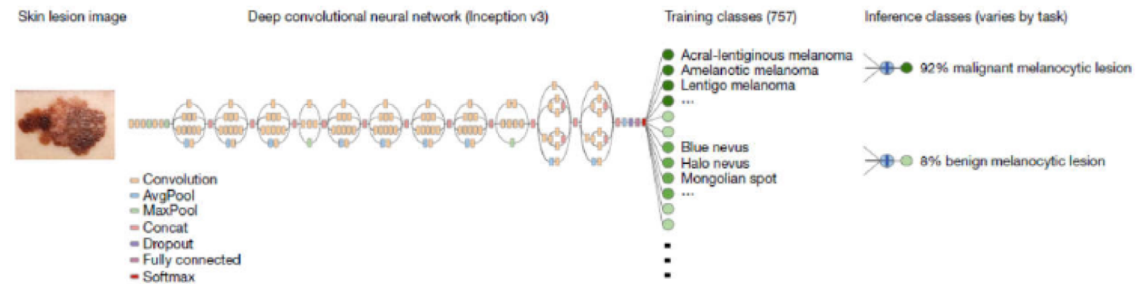 Skin lesion image
Deep convolutional neural network (Inception v3)
Training classes (757)
Inference classes (varies by task)
Acral-lentiginous melanoma
Amelanotic melanoma
Lentigo melanoma
...
Blue nevus
Halo nevus
Mongolian spot
...
92% malignant melanocytic lesion
8% benign melanocytic lesion
Convolution
AvgPool
MaxPool
Concat
Dropout
Fully connected
Softmax